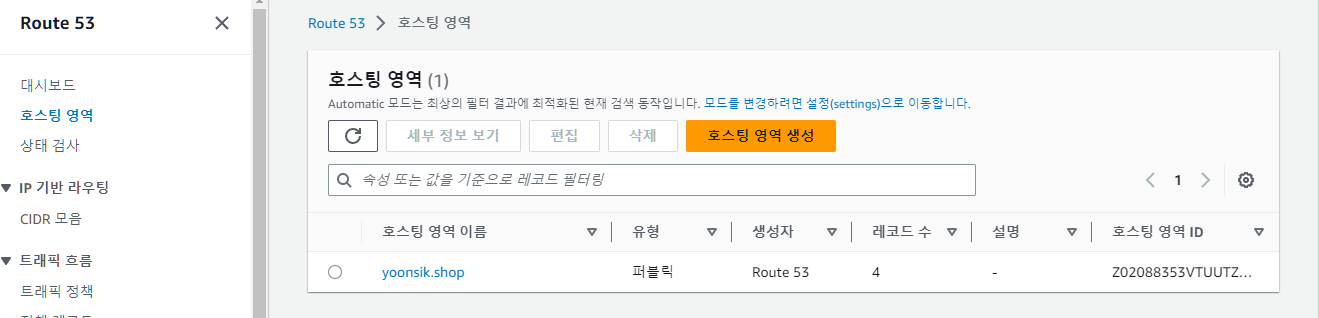 Route 53
대시보드
호스팅 영역
상태 검사
IP 기반 라우팅
CIDR 모음
트래픽 흐름
트래픽 정책
Route 53 > 호스팅 영역
호스팅 영역 (1)
Automatic 모드는 최상의 필터 결과에 최적화된 현재 검색 동작입니다. 모드를 변경하려면 설정(settings)으로 이동합니다.
세부 정보 보기 편집 삭제 호스팅 영역 생성
속성 또는 값을 기준으로 레코드 필터링
1
호스팅 영역 이름 유형 생성자 레코드 수 설명 호스팅 영역 ID
yoonsik.shop 퍼블릭 Route 53 4 - Z02088353VTUUTZ...